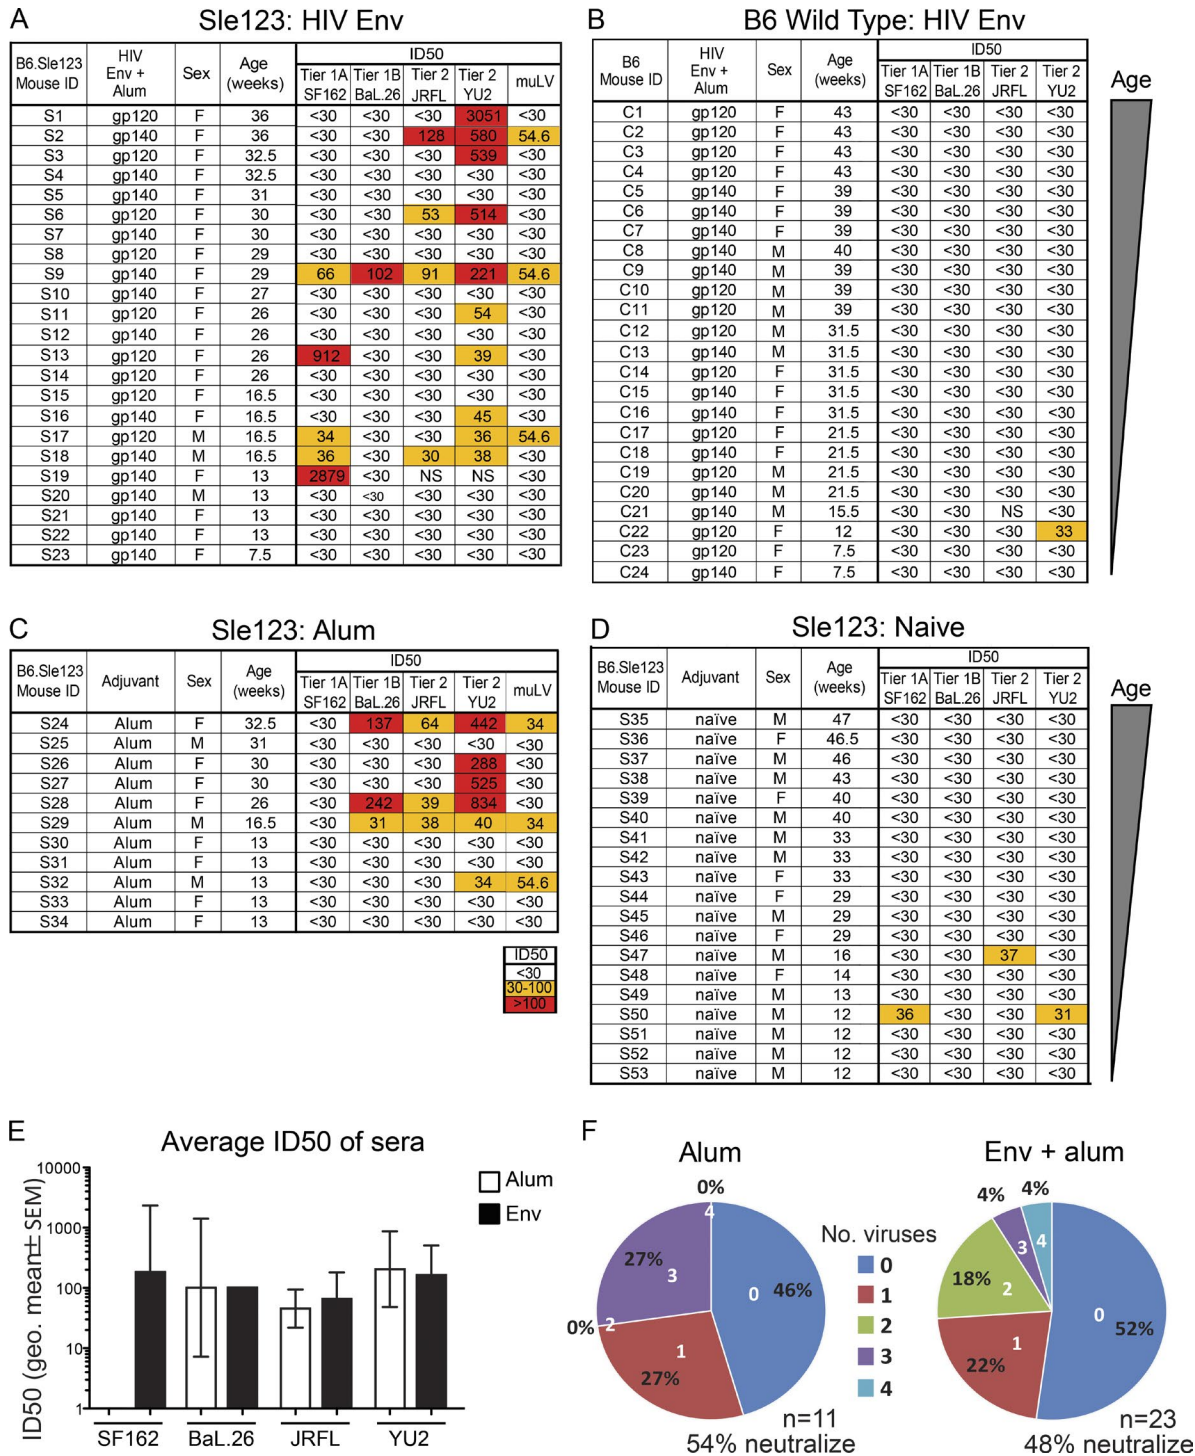 A
Sle123: HIV Env
B6.Sle123 Mouse ID | HIV Env + Alum | Sex | Age (weeks) | ID50
Tier 1A SF162 | Tier 1B BaL.26 | Tier 2 JRFL | Tier 2 YU2 | muLV
S1 gp120 F 36 <30 <30 <30 3051 <30
S2 gp140 F 36 <30 <30 128 580 54.6
S3 gp120 F 32.5 <30 <30 <30 539 <30
S4 gp140 F 32.5 <30 <30 <30 <30 <30
S5 gp140 F 31 <30 <30 <30 <30 <30
S6 gp120 F 30 <30 <30 53 514 <30
S7 gp140 F 30 <30 <30 <30 <30 <30
S8 gp120 F 29 <30 <30 <30 <30 <30
S9 gp140 F 29 66 102 91 221 54.6
S10 gp140 F 27 <30 <30 <30 <30 <30
S11 gp120 F 26 <30 <30 <30 54 <30
S12 gp140 F 26 <30 <30 <30 <30 <30
S13 gp120 F 26 912 <30 <30 39 <30
S14 gp120 F 26 <30 <30 <30 <30 <30
S15 gp120 F 16.5 <30 <30 <30 <30 <30
S16 gp140 F 16.5 <30 <30 <30 45 <30
S17 gp120 M 16.5 34 <30 <30 36 54.6
S18 gp140 M 16.5 36 <30 30 38 <30
S19 gp140 F 13 2879 <30 NS NS <30
S20 gp140 M 13 <30 <30 <30 <30 <30
S21 gp140 F 13 <30 <30 <30 <30 <30
S22 gp140 F 13 <30 <30 <30 <30 <30
S23 gp140 F 7.5 <30 <30 <30 <30 <30
B
B6 Wild Type: HIV Env
B6 Mouse ID | HIV Env + Alum | Sex | Age (weeks) | ID50
Tier 1A SF162 | Tier 1B BaL.26 | Tier 2 JRFL | Tier 2 YU2
C1 gp120 F 43 <30 <30 <30 <30
C2 gp120 F 43 <30 <30 <30 <30
C3 gp120 F 43 <30 <30 <30 <30
C4 gp120 F 43 <30 <30 <30 <30
C5 gp140 F 39 <30 <30 <30 <30
C6 gp140 F 39 <30 <30 <30 <30
C7 gp140 F 39 <30 <30 <30 <30
C8 gp140 M 40 <30 <30 <30 <30
C9 gp140 M 39 <30 <30 <30 <30
C10 gp120 M 39 <30 <30 <30 <30
C11 gp120 M 39 <30 <30 <30 <30
C12 gp120 M 31.5 <30 <30 <30 <30
C13 gp140 M 31.5 <30 <30 <30 <30
C14 gp120 F 31.5 <30 <30 <30 <30
C15 gp140 F 31.5 <30 <30 <30 <30
C16 gp140 F 31.5 <30 <30 <30 <30
C17 gp120 F 21.5 <30 <30 <30 <30
C18 gp140 F 21.5 <30 <30 <30 <30
C19 gp120 M 21.5 <30 <30 <30 <30
C20 gp140 M 21.5 <30 <30 <30 <30
C21 gp140 M 15.5 <30 <30 NS <30
C22 gp120 F 12 <30 <30 <30 33
C23 gp120 F 7.5 <30 <30 <30 <30
C24 gp140 F 7.5 <30 <30 <30 <30
Age
C
Sle123: Alum
B6.Sle123 Mouse ID | Adjuvant | Sex | Age (weeks) | ID50
Tier 1A SF162 | Tier 1B BaL.26 | Tier 2 JRFL | Tier 2 YU2 | muLV
S24 Alum F 32.5 <30 137 64 442 34
S25 Alum M 31 <30 <30 <30 <30 <30
S26 Alum F 30 <30 <30 <30 288 <30
S27 Alum F 30 <30 <30 <30 525 <30
S28 Alum F 26 <30 242 39 834 <30
S29 Alum M 16.5 <30 31 38 40 34
S30 Alum F 13 <30 <30 <30 <30 <30
S31 Alum F 13 <30 <30 <30 <30 <30
S32 Alum M 13 <30 <30 <30 34 54.6
S33 Alum F 13 <30 <30 <30 <30 <30
S34 Alum F 13 <30 <30 <30 <30 <30
ID50
<30
30-100
>100
D
Sle123: Naive
B6.Sle123 Mouse ID | Adjuvant | Sex | Age (weeks) | ID50
Tier 1A SF162 | Tier 1B BaL.26 | Tier 2 JRFL | Tier 2 YU2
S35 naïve M 47 <30 <30 <30 <30
S36 naïve F 46.5 <30 <30 <30 <30
S37 naïve M 46 <30 <30 <30 <30
S38 naïve M 43 <30 <30 <30 <30
S39 naïve F 40 <30 <30 <30 <30
S40 naïve M 40 <30 <30 <30 <30
S41 naïve M 33 <30 <30 <30 <30
S42 naïve M 33 <30 <30 <30 <30
S43 naïve F 33 <30 <30 <30 <30
S44 naïve F 29 <30 <30 <30 <30
S45 naïve M 29 <30 <30 <30 <30
S46 naïve F 29 <30 <30 <30 <30
S47 naïve M 16 <30 <30 37 <30
S48 naïve F 14 <30 <30 <30 <30
S49 naïve M 13 <30 <30 <30 <30
S50 naïve M 12 36 <30 <30 31
S51 naïve M 12 <30 <30 <30 <30
S52 naïve M 12 <30 <30 <30 <30
S53 naïve M 12 <30 <30 <30 <30
Age
E
Average ID50 of sera
ID50 (geo. mean± SEM)
10000
1000
100
10
1
Alum
Env
SF162 BaL.26 JRFL YU2
F
Alum
0%
4
27%
3
0 46%
0% 2
1
27%
n=11
54% neutralize
No. viruses
0
1
2
3
4
Env + alum
4% 4%
3 4
18%
2
0
52%
1
22%
n=23
48% neutralize